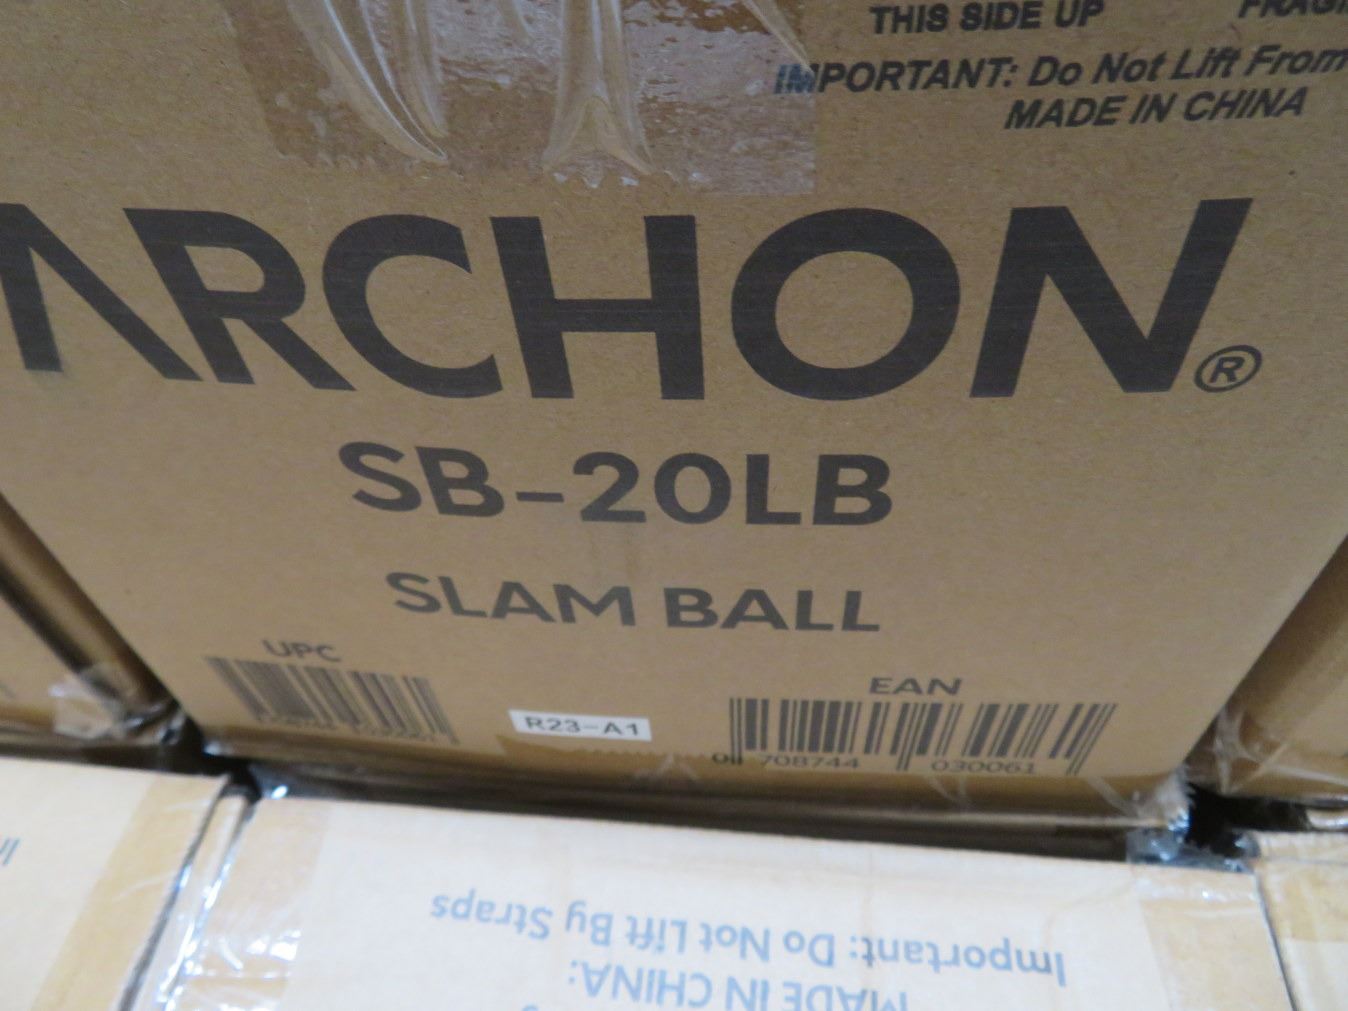 THIS SIDE UP
IMPORTANT: Do Not Lift From
MADE IN CHINA
ARCHON®
SB-20LB
SLAM BALL
UPC
EAN
R23-A1
0 708744 030061
Important: Do Not Lift By Straps
MADE IN CHINA: